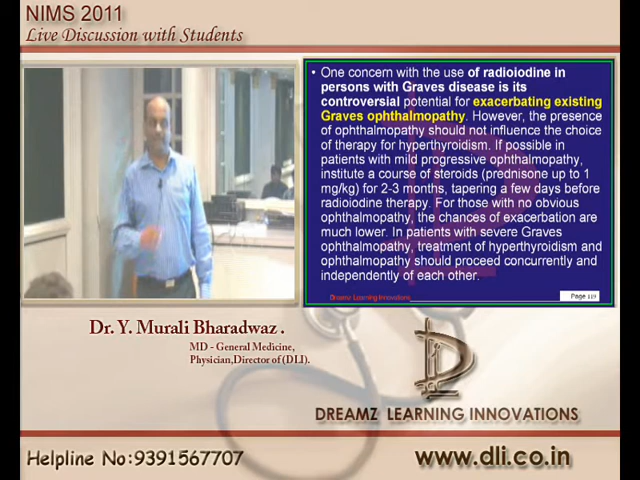 NIMS 2011
Live Discussion with Students
• One concern with the use of radioiodine in
persons with Graves disease is its
controversial potential for exacerbating existing
Graves ophthalmopathy. However, the presence
of ophthalmopathy should not influence the choice
of therapy for hyperthyroidism. If possible in
patients with mild progressive ophthalmopathy,
institute a course of steroids (prednisone up to 1
mg/kg) for 2-3 months, tapering a few days before
radioiodine therapy. For those with no obvious
ophthalmopathy, the chances of exacerbation are
much lower. In patients with severe Graves
ophthalmopathy, treatment of hyperthyroidism and
ophthalmopathy should proceed concurrently and
independently of each other.
Dreamz Learning Innovations
Page 119
Dr. Y. Murali Bharadwaz .
MD - General Medicine,
Physician,Director of (DLI).
DREAMZ LEARNING INNOVATIONS
Helpline No:9391567707
www.dli.co.in